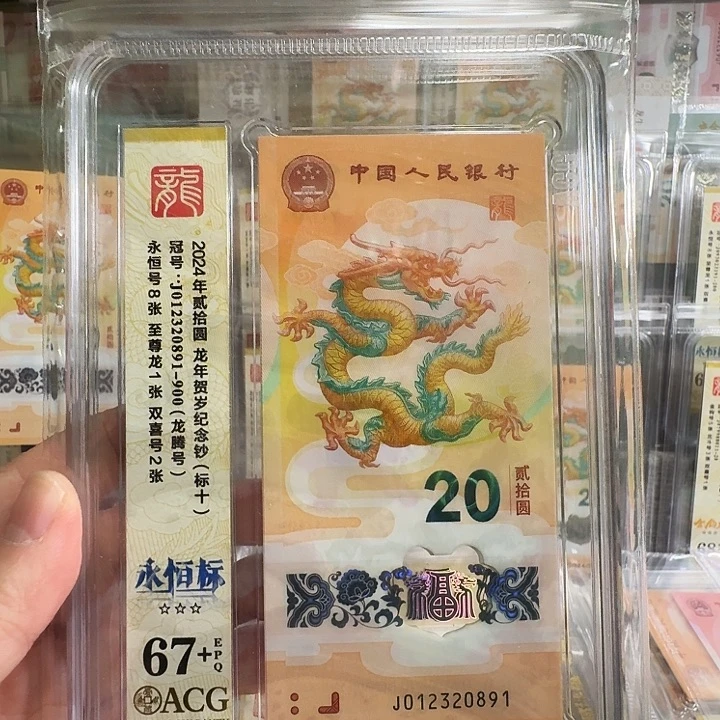 龍
2024年贰拾圆 龙年贺岁纪念钞(标十)
冠号:J012320891-900(龙腾号)
永恒号8张 至尊龙1张 双喜号2张
永恒标
67+ EPQ
ACG
中国人民银行
龍
20
贰拾圆
福
J012320891